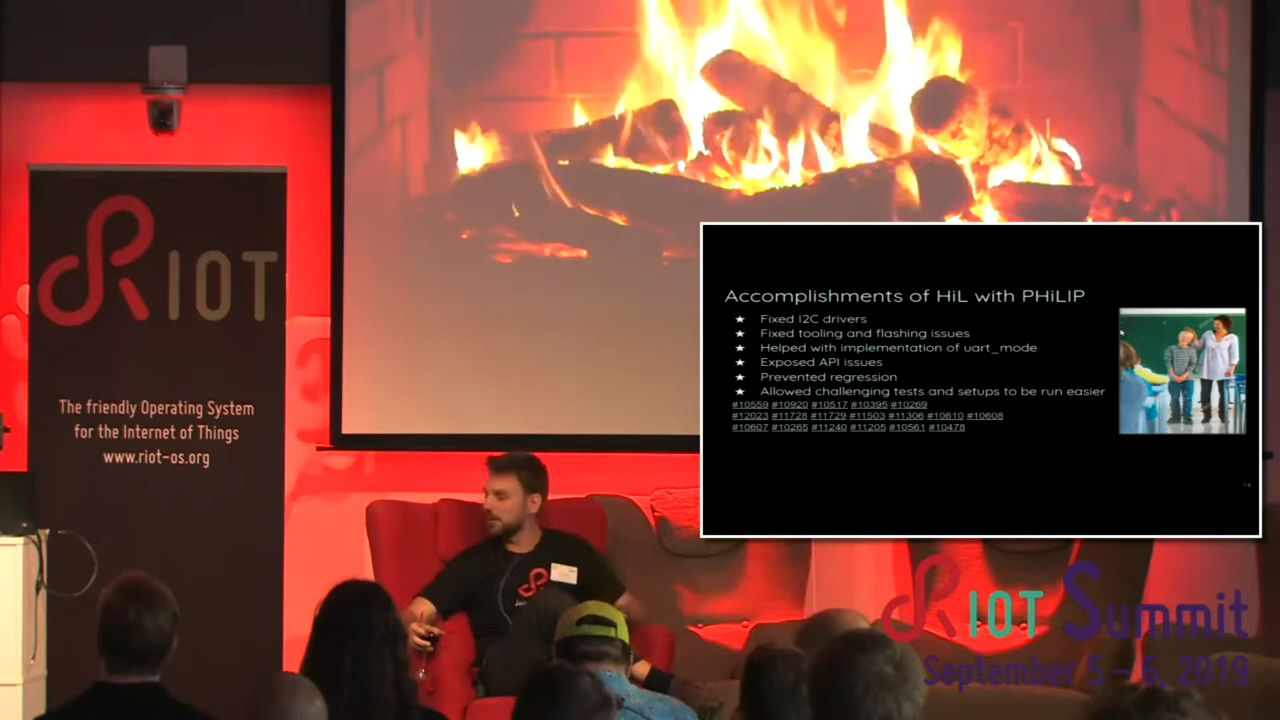 RIOT
The friendly Operating System
for the Internet of Things
www.riot-os.org
Accomplishments of HiL with PHiLIP
★ Fixed I2C drivers
★ Fixed tooling and flashing issues
★ Helped with implementation of uart_mode
★ Exposed API issues
★ Prevented regression
★ Allowed challenging tests and setups to be run easier
#10559 #10920 #10517 #10395 #10269
#12023 #11728 #11729 #11503 #11306 #10610 #10608
#10607 #10265 #11240 #11205 #10561 #10478
14
RIOT Summit
September 5 - 6, 2019